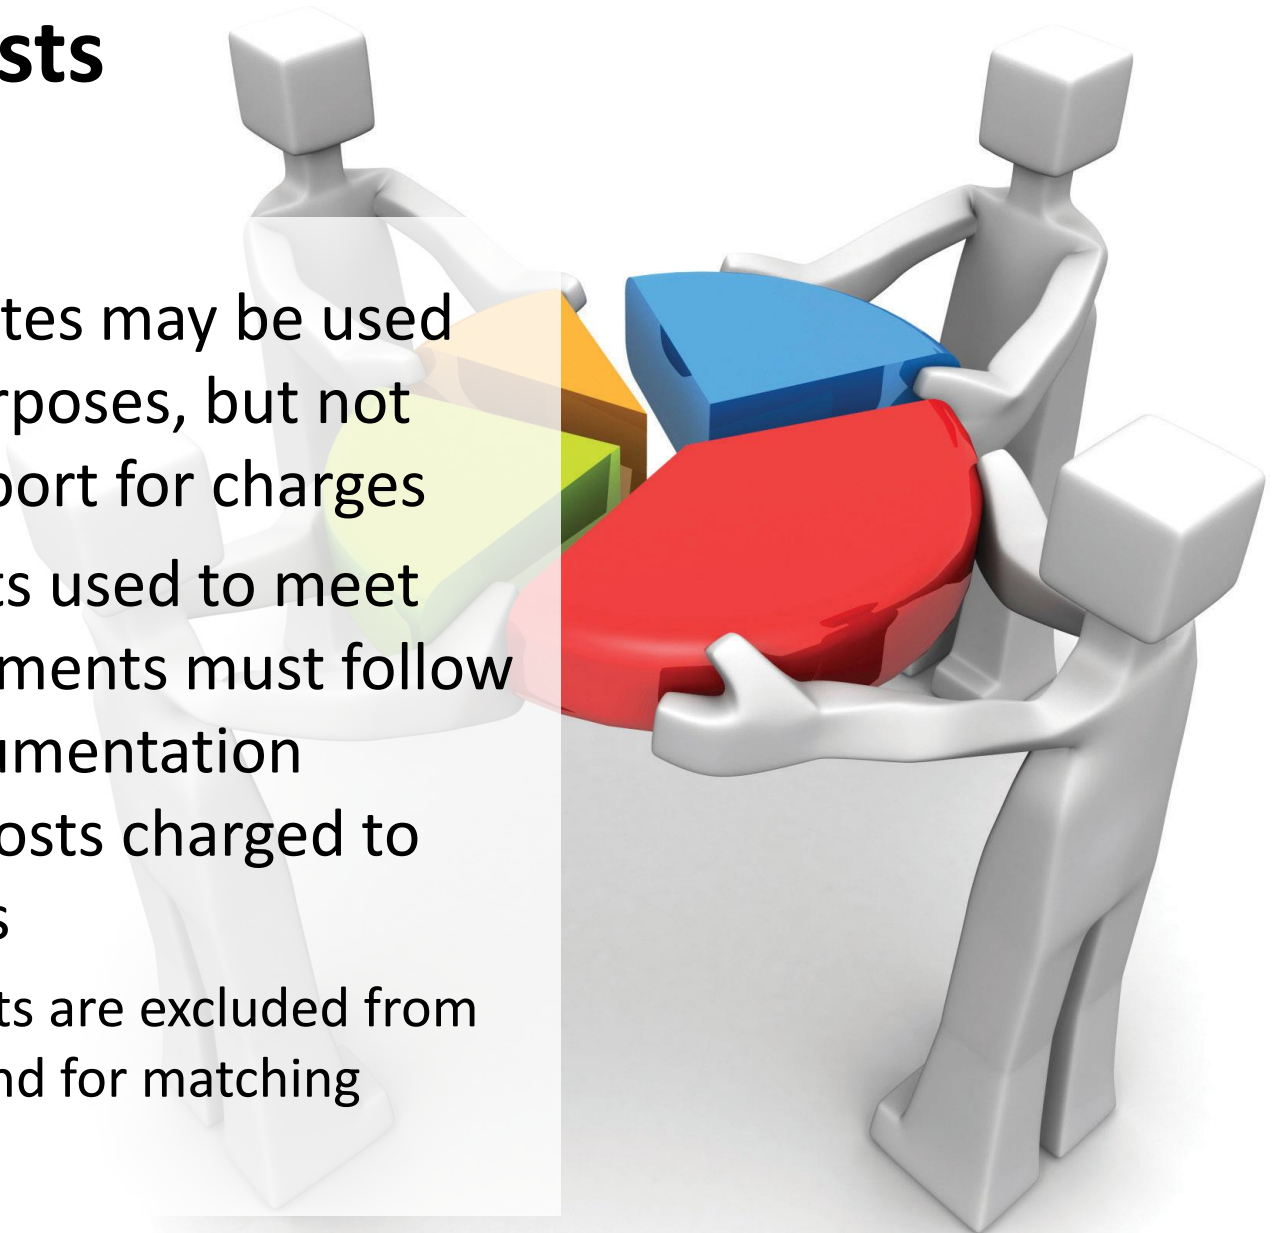 sts
tes may be used
rposes, but not
port for charges
ts used to meet
ments must follow
umentation
osts charged to
s
ts are excluded from
nd for matching